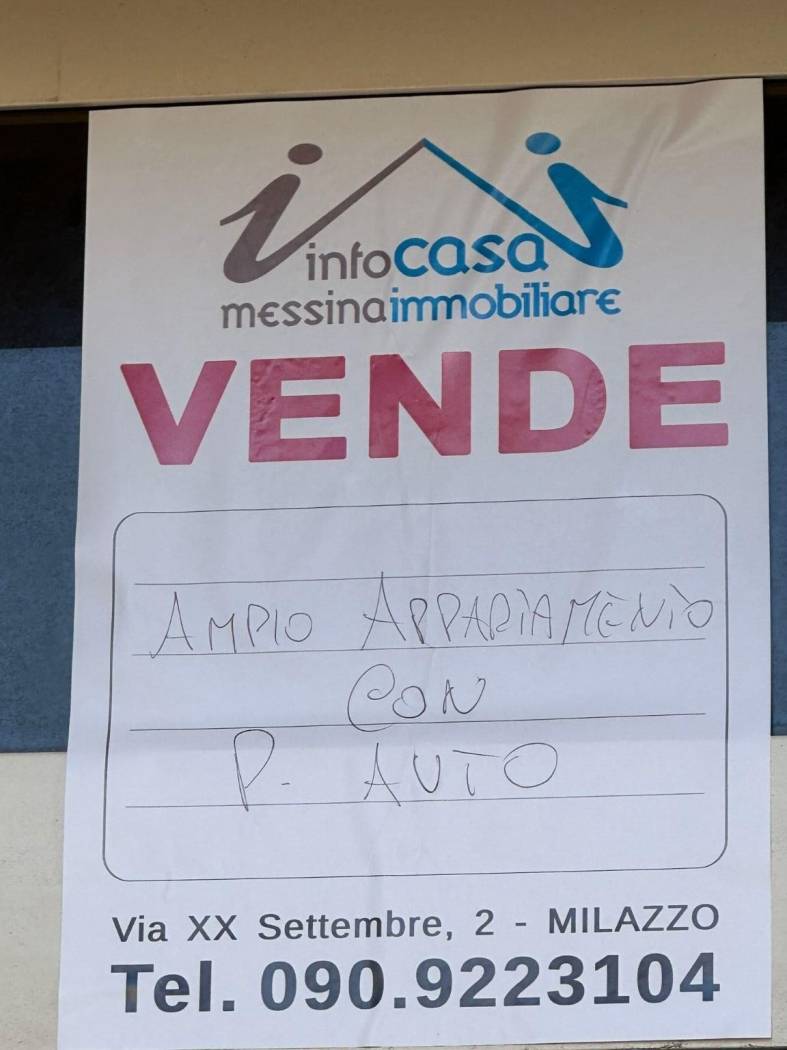 infocasa
messinaimmobiliare
VENDE
AMPIO APPARTAMENTO
CON
P. AUTO
Via XX Settembre, 2 - MILAZZO
Tel. 090.9223104